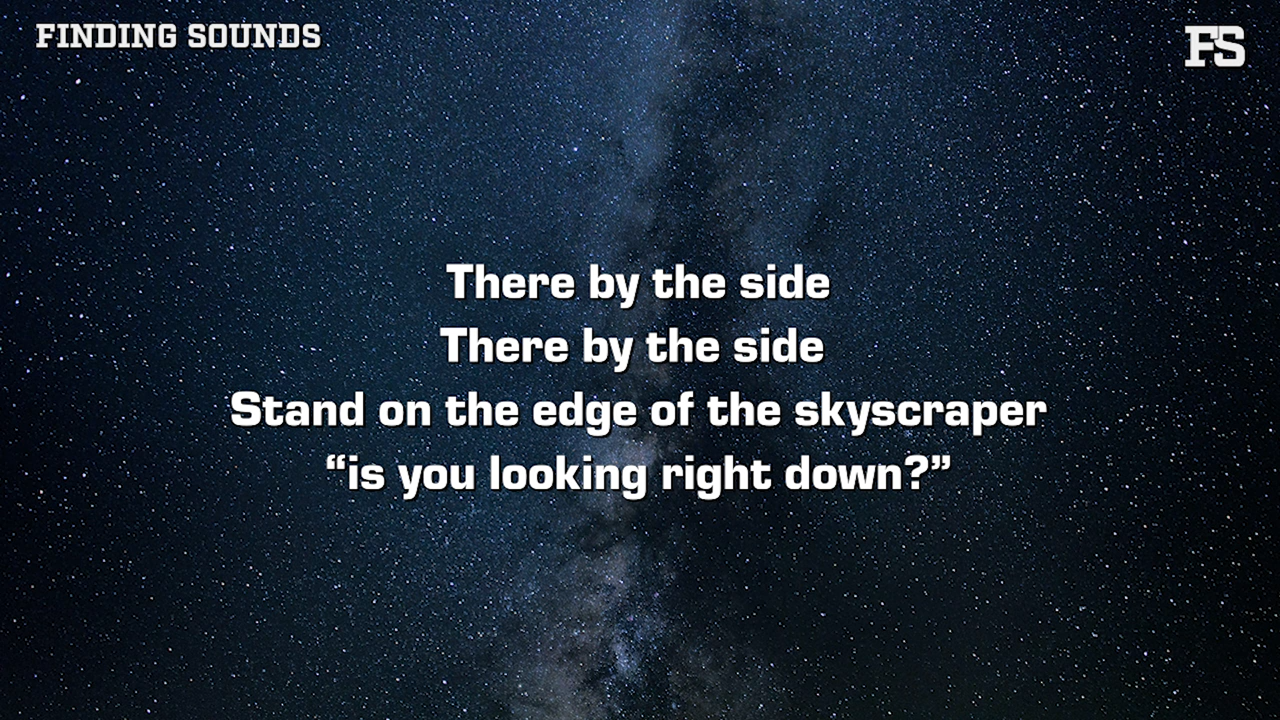 FINDING SOUNDS
FS
There by the side
There by the side
Stand on the edge of the skyscraper
“is you looking right down?”